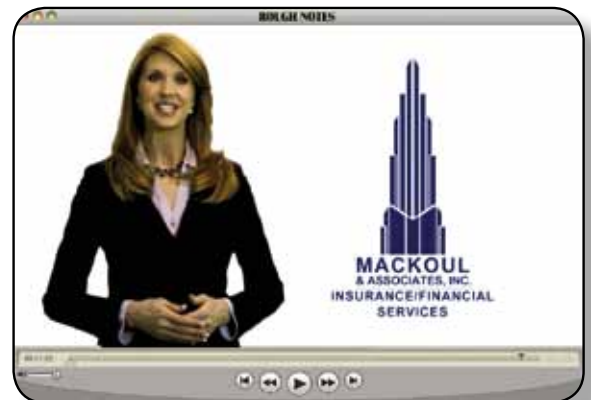 ROUGH NOTES
MACKOUL
& ASSOCIATES, INC.
INSURANCE/FINANCIAL
SERVICES